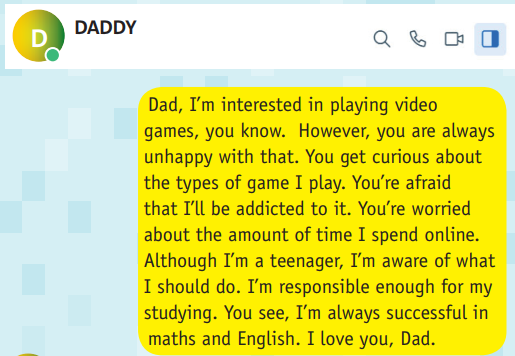 D
DADDY
Dad, I'm interested in playing video
games, you know. However, you are always
unhappy with that. You get curious about
the types of game I play. You're afraid
that I'll be addicted to it. You're worried
about the amount of time I spend online.
Although I'm a teenager, I'm aware of what
I should do. I'm responsible enough for my
studying. You see, I'm always successful in
maths and English. I love you, Dad.